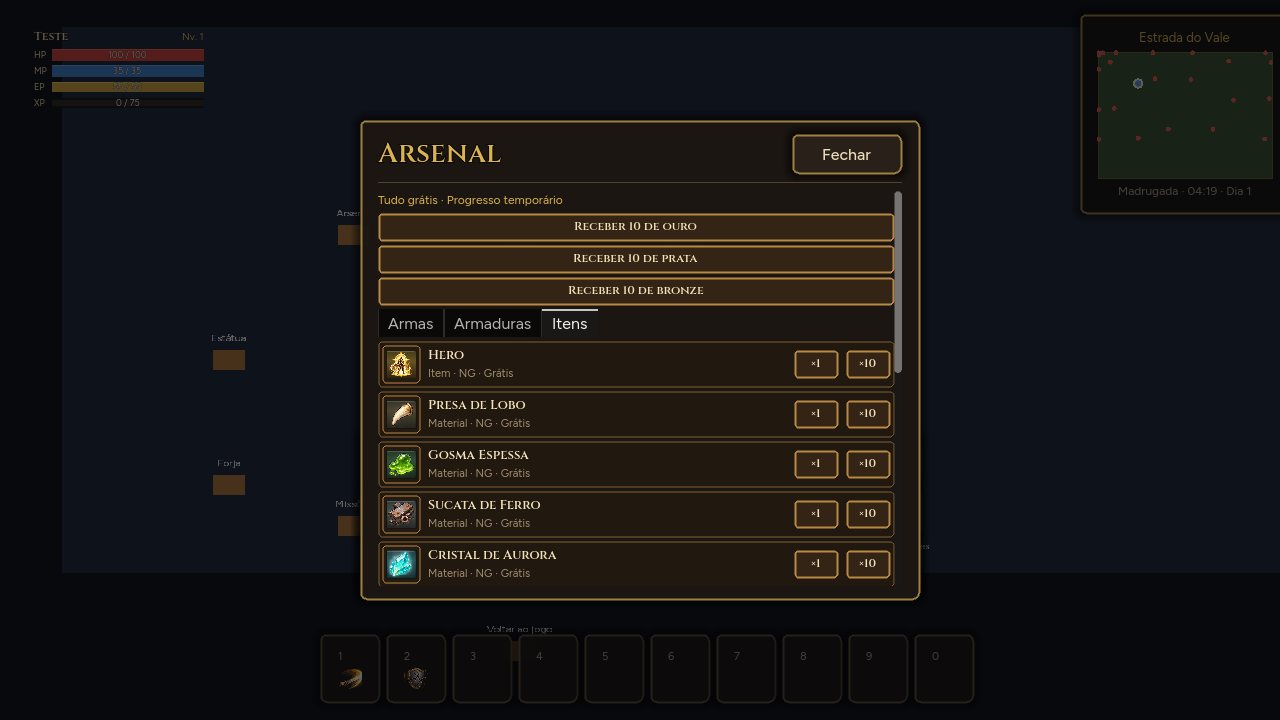 Teste
Nv. 1
HP 100 / 100
MP 35 / 35
EP
XP 0 / 75
Estrada do Vale
Madrugada · 04:19 · Dia 1
Arsenal
Fechar
Tudo grátis · Progresso temporário
Receber 10 de ouro
Receber 10 de prata
Receber 10 de bronze
Armas
Armaduras
Itens
Hero
Item · NG · Grátis
×1
×10
Presa de Lobo
Material · NG · Grátis
×1
×10
Gosma Espessa
Material · NG · Grátis
×1
×10
Sucata de Ferro
Material · NG · Grátis
×1
×10
Cristal de Aurora
Material · NG · Grátis
×1
×10
Estátua
Forja
Voltar ao jogo
1
2
3
4
5
6
7
8
9
0